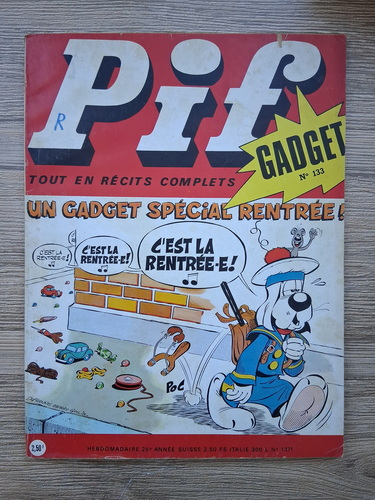 Pif
R
GADGET
N° 133
TOUT EN RÉCITS COMPLETS
UN GADGET SPÉCIAL RENTRÉE!
C'EST LA
RENTRÉE-E!
C'EST LA
RENTRÉE-E!
C'EST LA
RENTRÉE-E!
POC
2,50F
HEBDOMADAIRE 25e ANNÉE SUISSE 2.50 FS ITALIE 300 L N° 1371